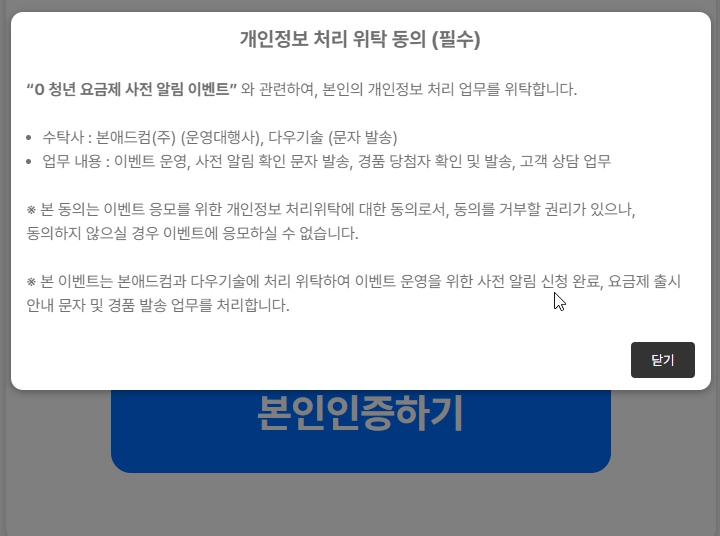 개인정보 처리 위탁 동의 (필수)
“0 청년 요금제 사전 알림 이벤트” 와 관련하여, 본인의 개인정보 처리 업무를 위탁합니다.
• 수탁사 : 본애드컴(주) (운영대행사), 다우기술 (문자 발송)
• 업무 내용 : 이벤트 운영, 사전 알림 확인 문자 발송, 경품 당첨자 확인 및 발송, 고객 상담 업무
※ 본 동의는 이벤트 응모를 위한 개인정보 처리위탁에 대한 동의로서, 동의를 거부할 권리가 있으나,
동의하지 않으실 경우 이벤트에 응모하실 수 없습니다.
※ 본 이벤트는 본애드컴과 다우기술에 처리 위탁하여 이벤트 운영을 위한 사전 알림 신청 완료, 요금제 출시
안내 문자 및 경품 발송 업무를 처리합니다.
닫기
본인인증하기